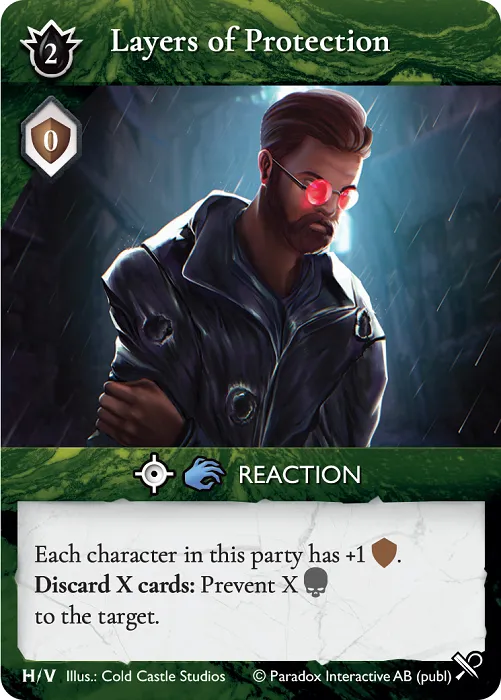 2
Layers of Protection
0
REACTION
Each character in this party has +1 .
Discard X cards: Prevent X
to the target.
H/V Illus.: Cold Castle Studios © Paradox Interactive AB (publ)